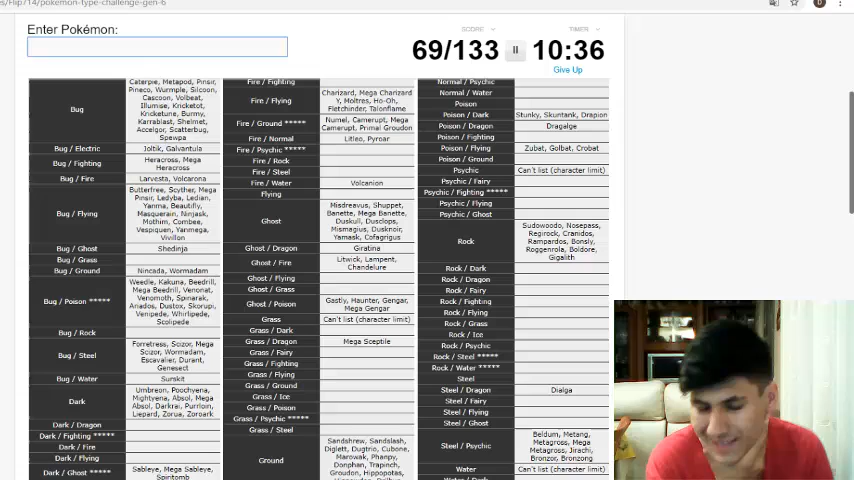 s/Flip714/pokemon-type-challenge-gen-6
Enter Pokémon:
SCORE
TIMER
69/133
10:36
Give Up
Bug
Caterpie, Metapod, Pinsir,
Pineco, Wurmple, Silcoon,
Cascoon, Volbeat,
Illumise, Kricketot,
Kricketune, Burmy,
Karrablast, Shelmet,
Accelgor, Scatterbug,
Spewpa
Bug / Electric
Joltik, Galvantula
Bug / Fighting
Heracross, Mega
Heracross
Bug / Fire
Larvesta, Volcarona
Bug / Flying
Butterfree, Scyther, Mega
Pinsir, Ledyba, Ledian,
Yanma, Beautifly,
Masquerain, Ninjask,
Mothim, Combee,
Vespiquen, Yanmega,
Vivillon
Bug / Ghost
Shedinja
Bug / Grass
Bug / Ground
Nincada, Wormadam
Bug / Poison *****
Weedle, Kakuna, Beedrill,
Mega Beedrill, Venonat,
Venomoth, Spinarak,
Ariados, Dustox, Skorupi,
Venipede, Whirlipede,
Scolipede
Bug / Rock
Bug / Steel
Forretress, Scizor, Mega
Scizor, Wormadam,
Escavalier, Durant,
Genesect
Bug / Water
Surskit
Dark
Umbreon, Poochyena,
Mightyena, Absol, Mega
Absol, Darkrai, Purrloin,
Liepard, Zorua, Zoroark
Dark / Dragon
Dark / Fighting *****
Dark / Fire
Dark / Flying
Dark / Ghost *****
Sableye, Mega Sableye,
Spiritomb
Fire / Fighting
Fire / Flying
Charizard, Mega Charizard
Y, Moltres, Ho-Oh,
Fletchinder, Talonflame
Fire / Ground *****
Numel, Camerupt, Mega
Camerupt, Primal Groudon
Fire / Normal
Litleo, Pyroar
Fire / Psychic *****
Fire / Rock
Fire / Steel
Fire / Water
Volcanion
Flying
Ghost
Misdreavus, Shuppet,
Banette, Mega Banette,
Duskull, Dusclops,
Mismagius, Dusknoir,
Yamask, Cofagrigus
Ghost / Dragon
Giratina
Ghost / Fire
Litwick, Lampent,
Chandelure
Ghost / Flying
Ghost / Grass
Ghost / Poison
Gastly, Haunter, Gengar,
Mega Gengar
Grass
Can't list (character limit)
Grass / Dark
Grass / Dragon
Mega Sceptile
Grass / Fairy
Grass / Fighting
Grass / Flying
Grass / Ground
Grass / Ice
Grass / Poison
Grass / Psychic *****
Grass / Steel
Ground
Sandshrew, Sandslash,
Diglett, Dugtrio, Cubone,
Marowak, Phanpy,
Donphan, Trapinch,
Groudon, Hippopotas,
Normal / Psychic
Normal / Water
Poison
Poison / Dark
Stunky, Skuntank, Drapion
Poison / Dragon
Dragalge
Poison / Fighting
Poison / Flying
Zubat, Golbat, Crobat
Poison / Ground
Psychic
Can't list (character limit)
Psychic / Fairy
Psychic / Fighting *****
Psychic / Flying
Psychic / Ghost
Rock
Sudowoodo, Nosepass,
Regirock, Cranidos,
Rampardos, Bonsly,
Roggenrola, Boldore,
Gigalith
Rock / Dark
Rock / Dragon
Rock / Fairy
Rock / Fighting
Rock / Flying
Rock / Grass
Rock / Ice
Rock / Psychic
Rock / Steel *****
Rock / Water *****
Steel
Steel / Dragon
Dialga
Steel / Fairy
Steel / Flying
Steel / Ghost
Steel / Psychic
Beldum, Metang,
Metagross, Mega
Metagross, Jirachi,
Bronzor, Bronzong
Water
Can't list (character limit)